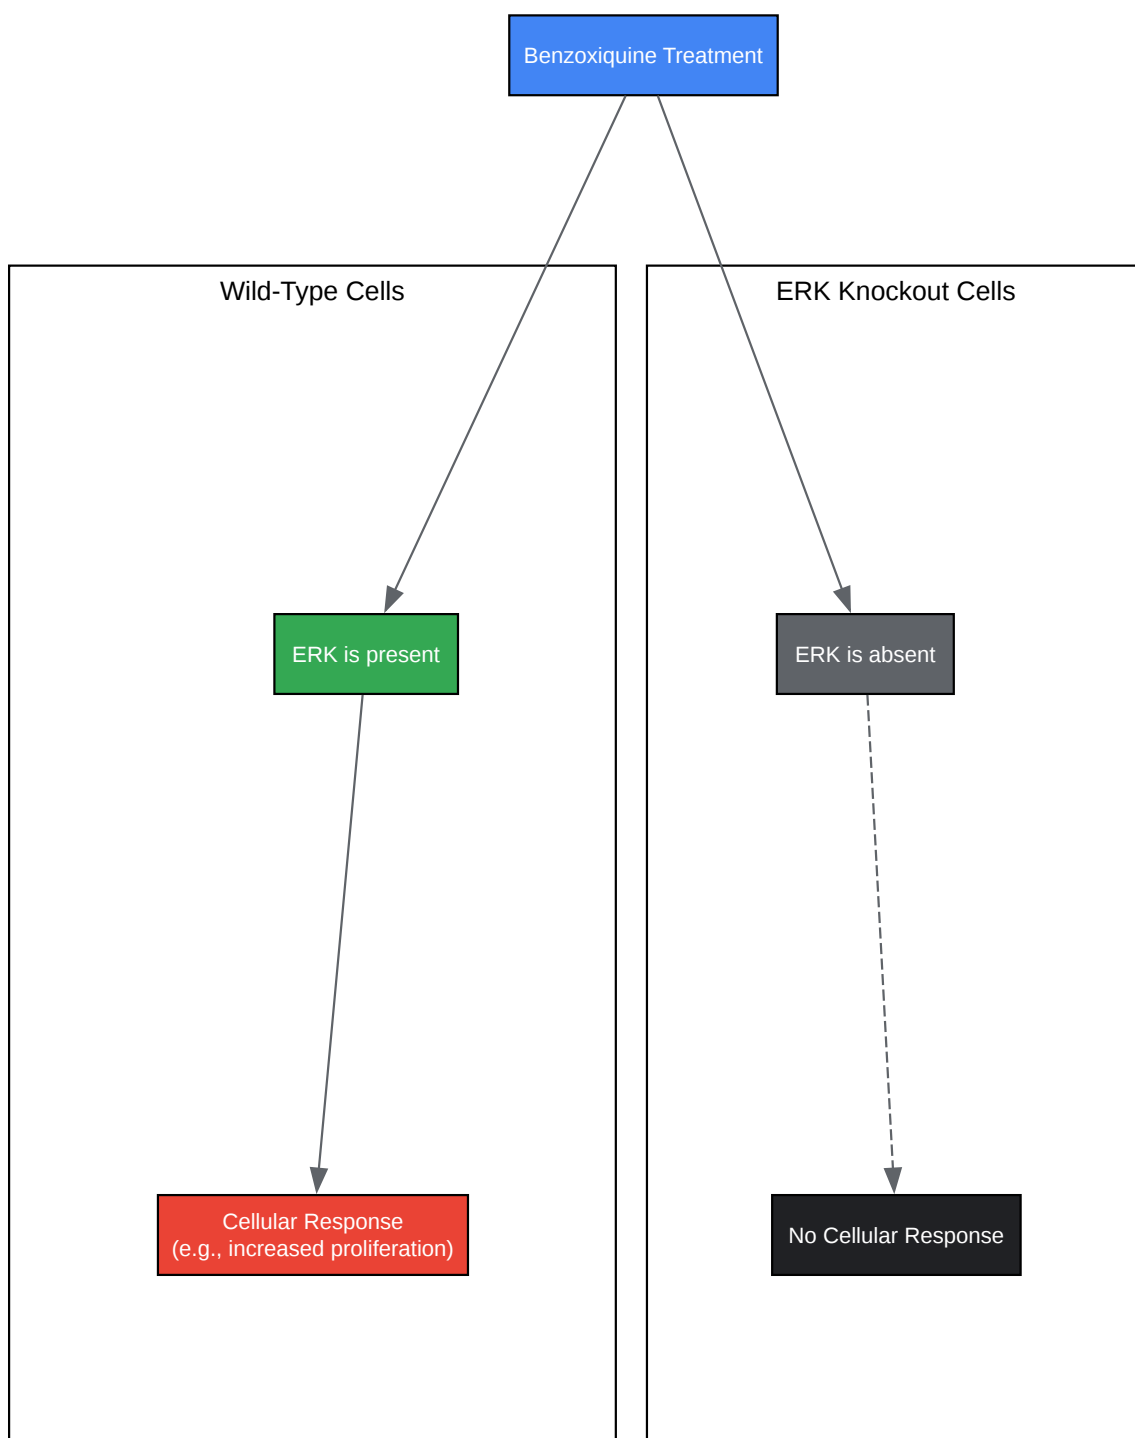 Benzoxiquine Treatment
Wild-Type Cells
ERK Knockout Cells
ERK is present
ERK is absent
Cellular Response
(e.g., increased proliferation)
No Cellular Response